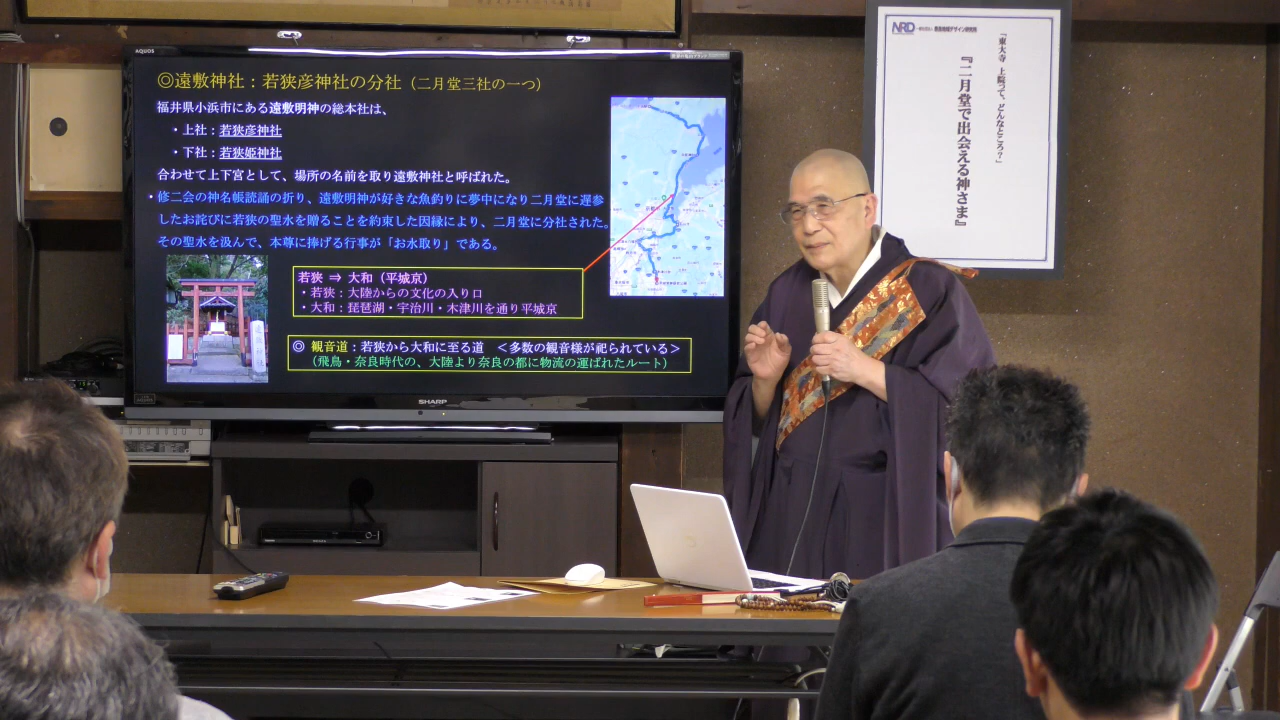 AQUOS
◎遠敷神社：若狭彦神社の分社（二月堂三社の一つ）
福井県小浜市にある遠敷明神の総本社は、
・上社：若狭彦神社
・下社：若狭姫神社
合わせて上下宮として、場所の名前を取り遠敷神社と呼ばれた。
・修二会の神名帳読誦の折り、遠敷明神が好きな魚釣りに夢中になり二月堂に遅参
したお詫びに若狭の聖水を贈ることを約束した因縁により、二月堂に分社された。
その聖水を汲んで、本尊に捧げる行事が「お水取り」である。
若狭 ⇒ 大和（平城京）
・若狭：大陸からの文化の入り口
・大和：琵琶湖・宇治川・木津川を通り平城京
◎ 観音道：若狭から大和に至る道　＜多数の観音様が祀られている＞
（飛鳥・奈良時代の、大陸より奈良の都に物流の運ばれたルート）
SHARP
NRD
『東大寺　上院って、どんなところ？』
『二月堂で出会える神さま』